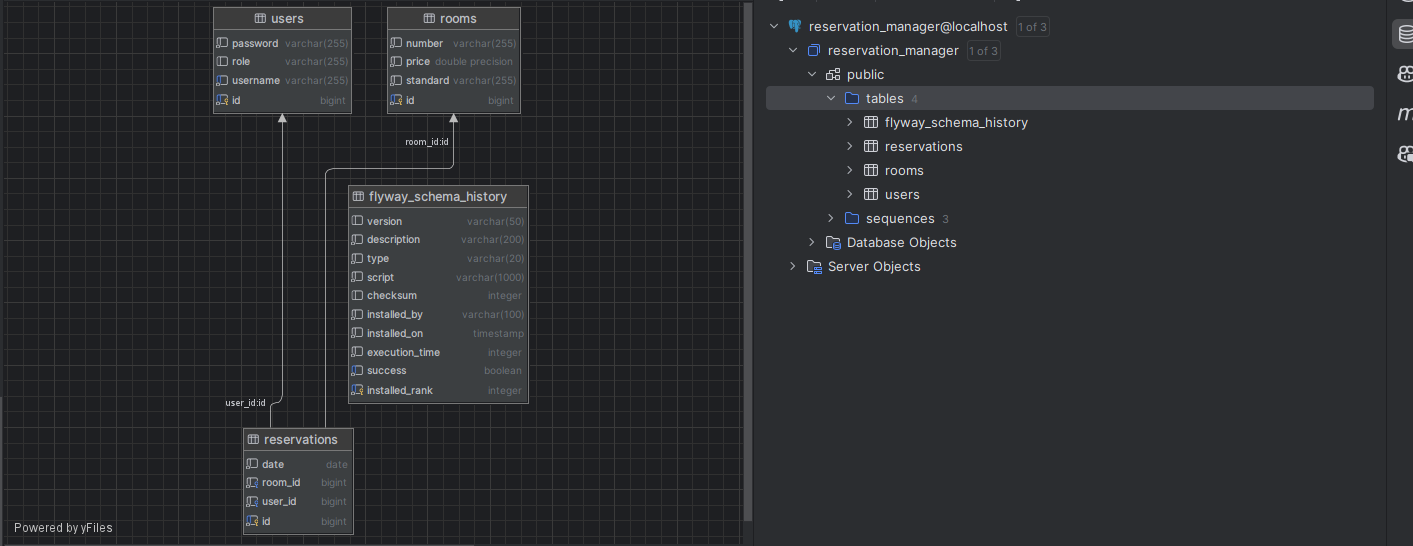 users
password varchar(255)
role varchar(255)
username varchar(255)
id bigint
rooms
number varchar(255)
price double precision
standard varchar(255)
id bigint
room_id:id
flyway_schema_history
version varchar(50)
description varchar(200)
type varchar(20)
script varchar(1000)
checksum integer
installed_by varchar(100)
installed_on timestamp
execution_time integer
success boolean
installed_rank integer
user_id:id
reservations
date date
room_id bigint
user_id bigint
id bigint
Powered by yFiles
reservation_manager@localhost 1 of 3
reservation_manager 1 of 3
public
tables 4
flyway_schema_history
reservations
rooms
users
sequences 3
Database Objects
Server Objects
m